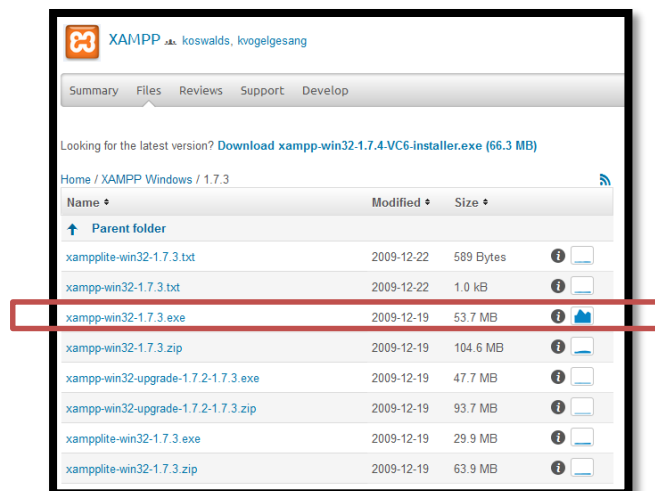 XAMPP koswalds, kvogelgesang
Summary Files Reviews Support Develop
Looking for the latest version? Download xampp-win32-1.7.4-VC6-installer.exe (66.3 MB)
Home / XAMPP Windows / 1.7.3
Name Modified Size
Parent folder
xampplite-win32-1.7.3.txt 2009-12-22 589 Bytes
xampp-win32-1.7.3.txt 2009-12-22 1.0 kB
xampp-win32-1.7.3.exe 2009-12-19 53.7 MB
xampp-win32-1.7.3.zip 2009-12-19 104.6 MB
xampp-win32-upgrade-1.7.2-1.7.3.exe 2009-12-19 47.7 MB
xampp-win32-upgrade-1.7.2-1.7.3.zip 2009-12-19 93.7 MB
xampplite-win32-1.7.3.exe 2009-12-19 29.9 MB
xampplite-win32-1.7.3.zip 2009-12-19 63.9 MB